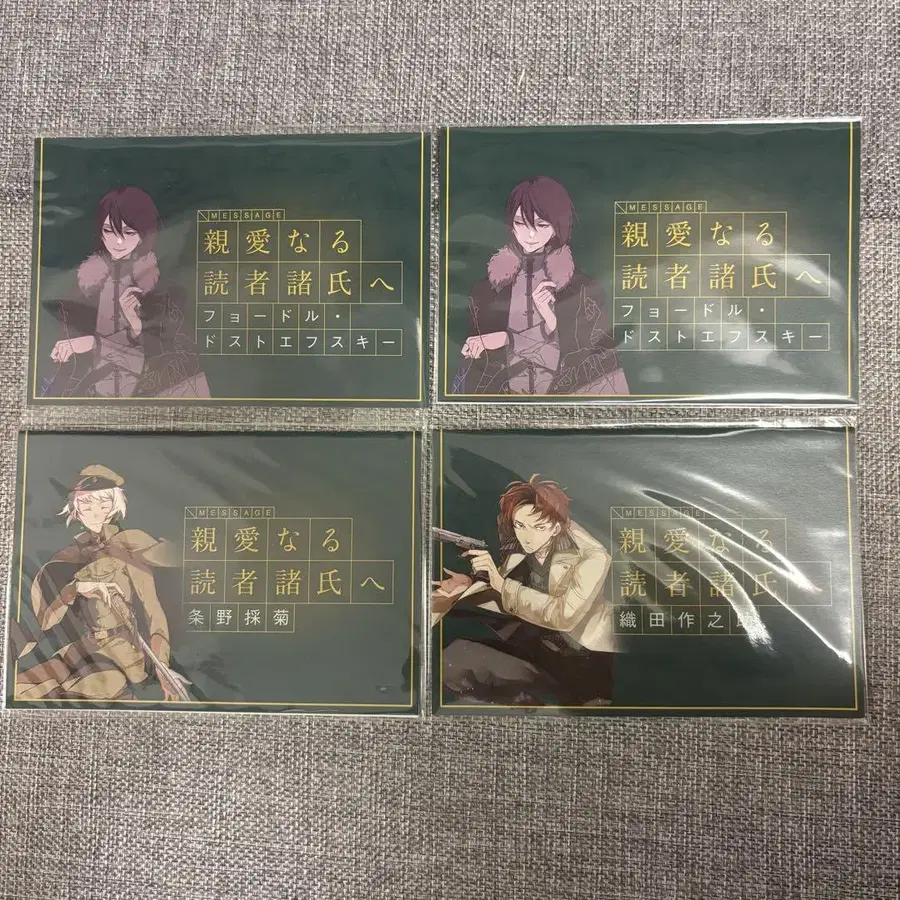 MESSAGE
親愛なる
読者諸氏へ
フョードル・
ドストエフスキー
MESSAGE
親愛なる
読者諸氏へ
フョードル・
ドストエフスキー
MESSAGE
親愛なる
読者諸氏へ
条野採菊
MESSAGE
親愛なる
読者諸氏へ
織田作之助